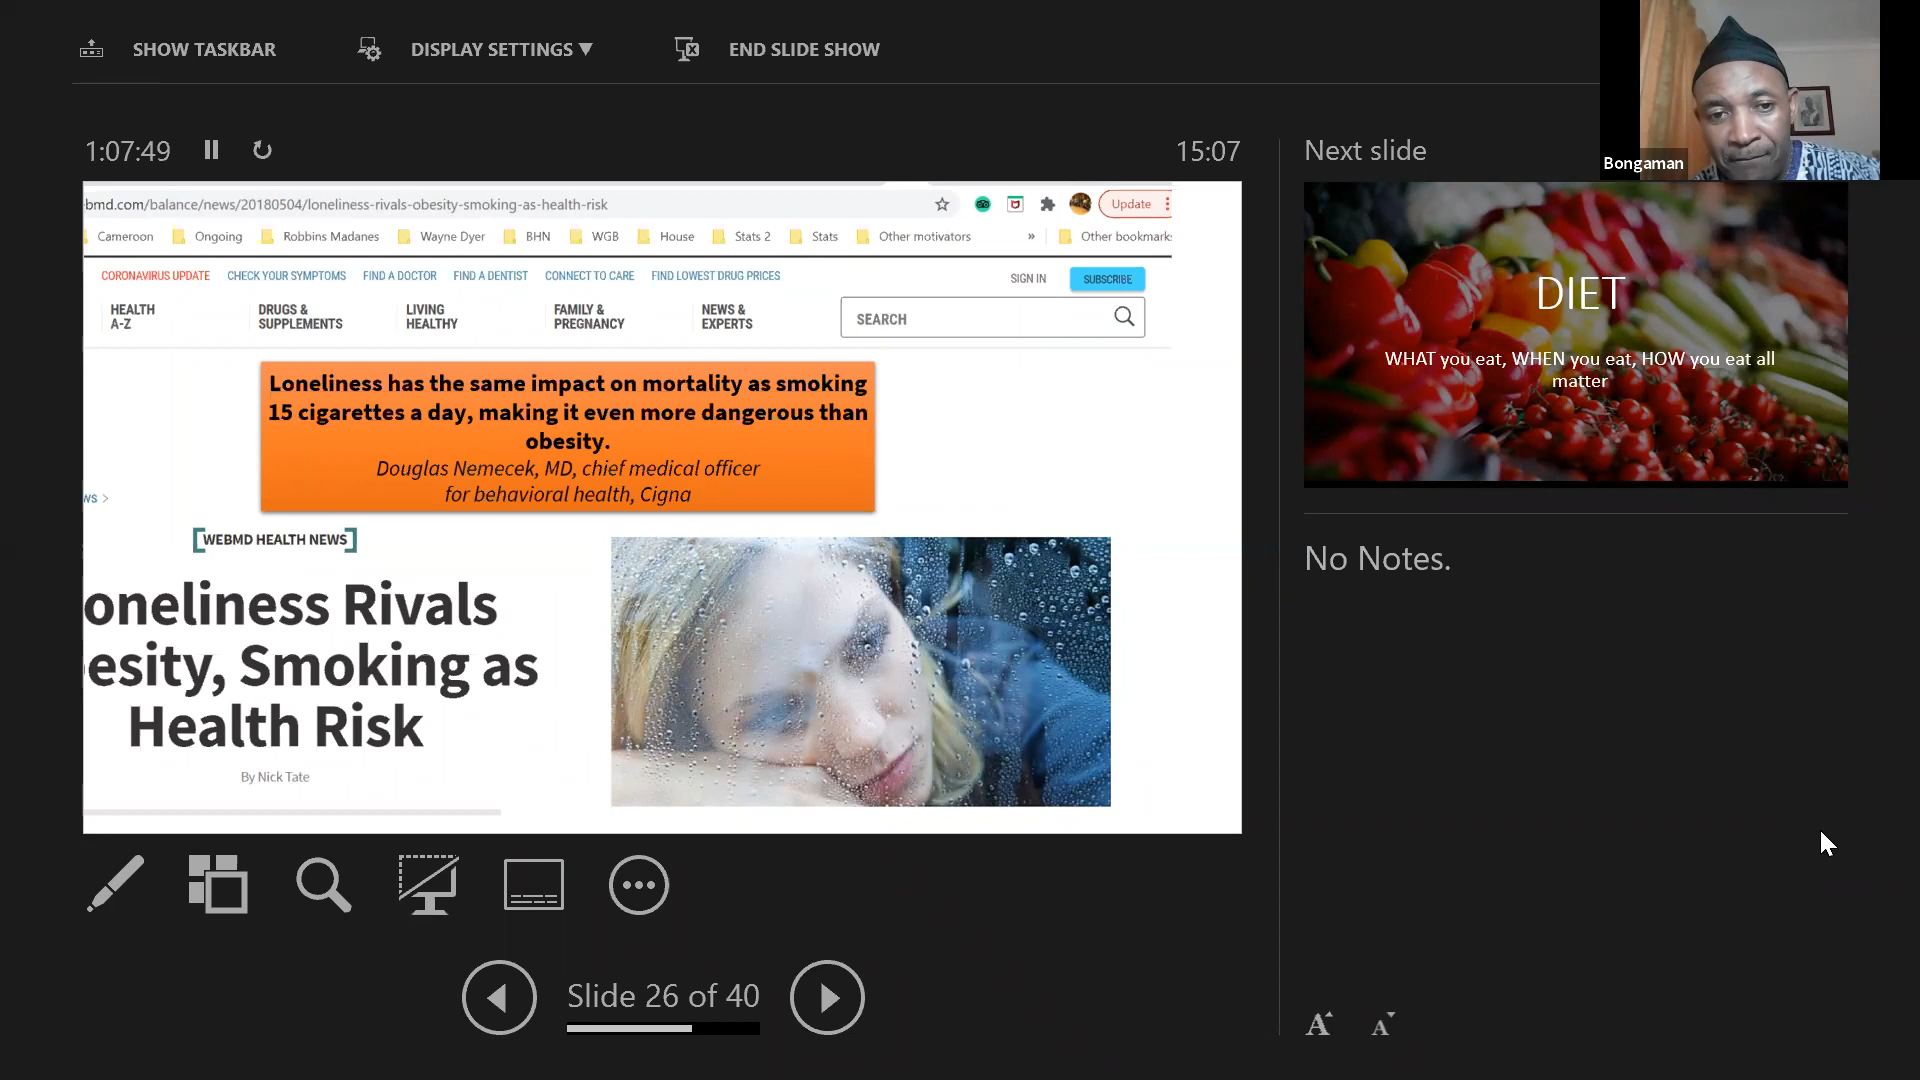 SHOW TASKBAR
DISPLAY SETTINGS ▼
END SLIDE SHOW
Bongaman
1:07:49
15:07
bmd.com/balance/news/20180504/loneliness-rivals-obesity-smoking-as-health-risk
Update
Cameroon
Ongoing
Robbins Madanes
Wayne Dyer
BHN
WGB
House
Stats 2
Stats
Other motivators
»
Other bookmark
CORONAVIRUS UPDATE
CHECK YOUR SYMPTOMS
FIND A DOCTOR
FIND A DENTIST
CONNECT TO CARE
FIND LOWEST DRUG PRICES
SIGN IN
SUBSCRIBE
HEALTH
A-Z
DRUGS &
SUPPLEMENTS
LIVING
HEALTHY
FAMILY &
PREGNANCY
NEWS &
EXPERTS
SEARCH
Loneliness has the same impact on mortality as smoking
15 cigarettes a day, making it even more dangerous than
obesity.
Douglas Nemecek, MD, chief medical officer
for behavioral health, Cigna
ws >
[WEBMD HEALTH NEWS]
oneliness Rivals
esity, Smoking as
Health Risk
By Nick Tate
Slide 26 of 40
Next slide
DIET
WHAT you eat, WHEN you eat, HOW you eat all
matter
No Notes.
A A